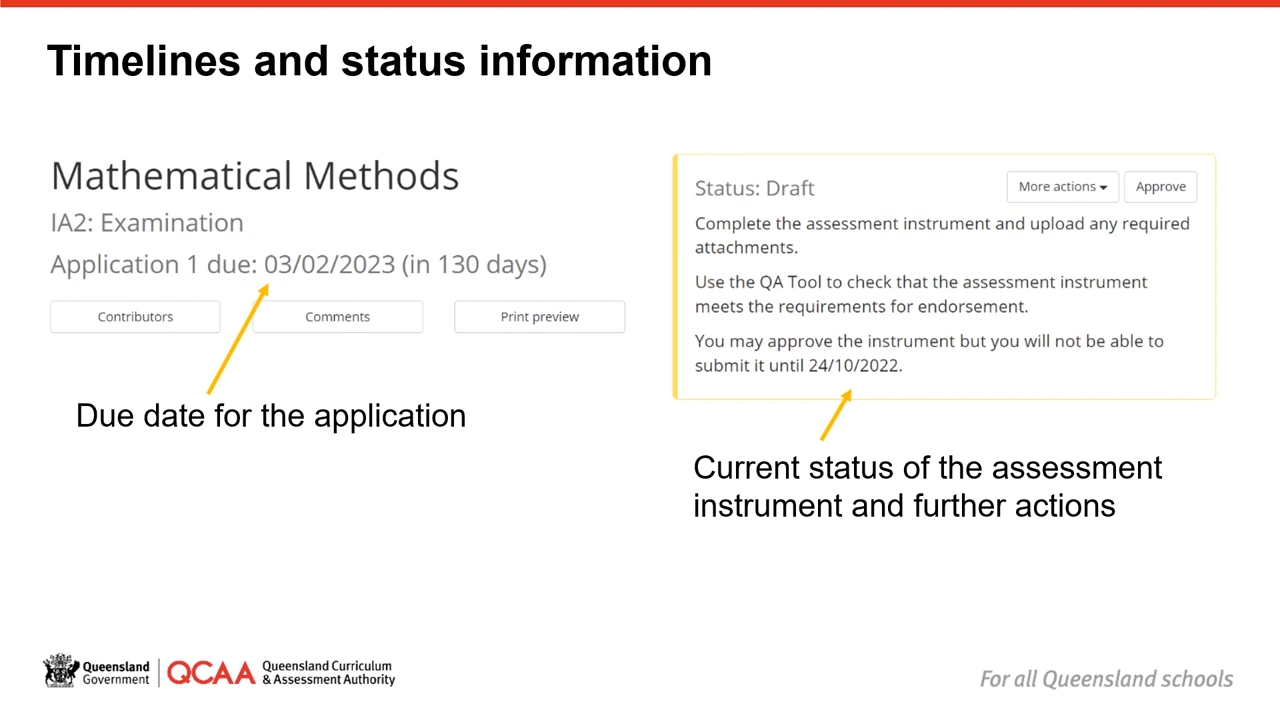 Timelines and status information
Mathematical Methods
IA2: Examination
Application 1 due: 03/02/2023 (in 130 days)
Contributors
Comments
Print preview
Due date for the application
Status: Draft
More actions
Approve
Complete the assessment instrument and upload any required
attachments.
Use the QA Tool to check that the assessment instrument
meets the requirements for endorsement.
You may approve the instrument but you will not be able to
submit it until 24/10/2022.
Current status of the assessment
instrument and further actions
Queensland
Government
QCAA
Queensland Curriculum
& Assessment Authority
For all Queensland schools